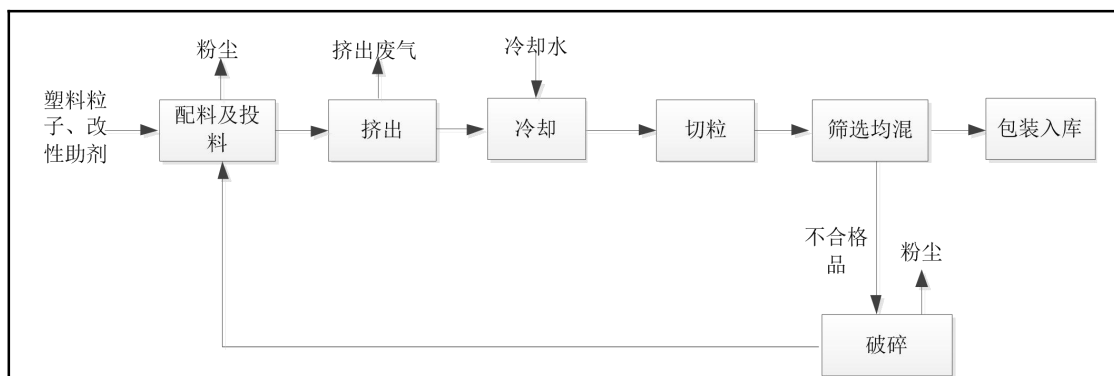 粉尘
挤出废气
冷却水
塑料粒
子、改
性助剂
配料及投
料
挤出
冷却
切粒
筛选均混
包装入库
不合格
品
粉尘
破碎